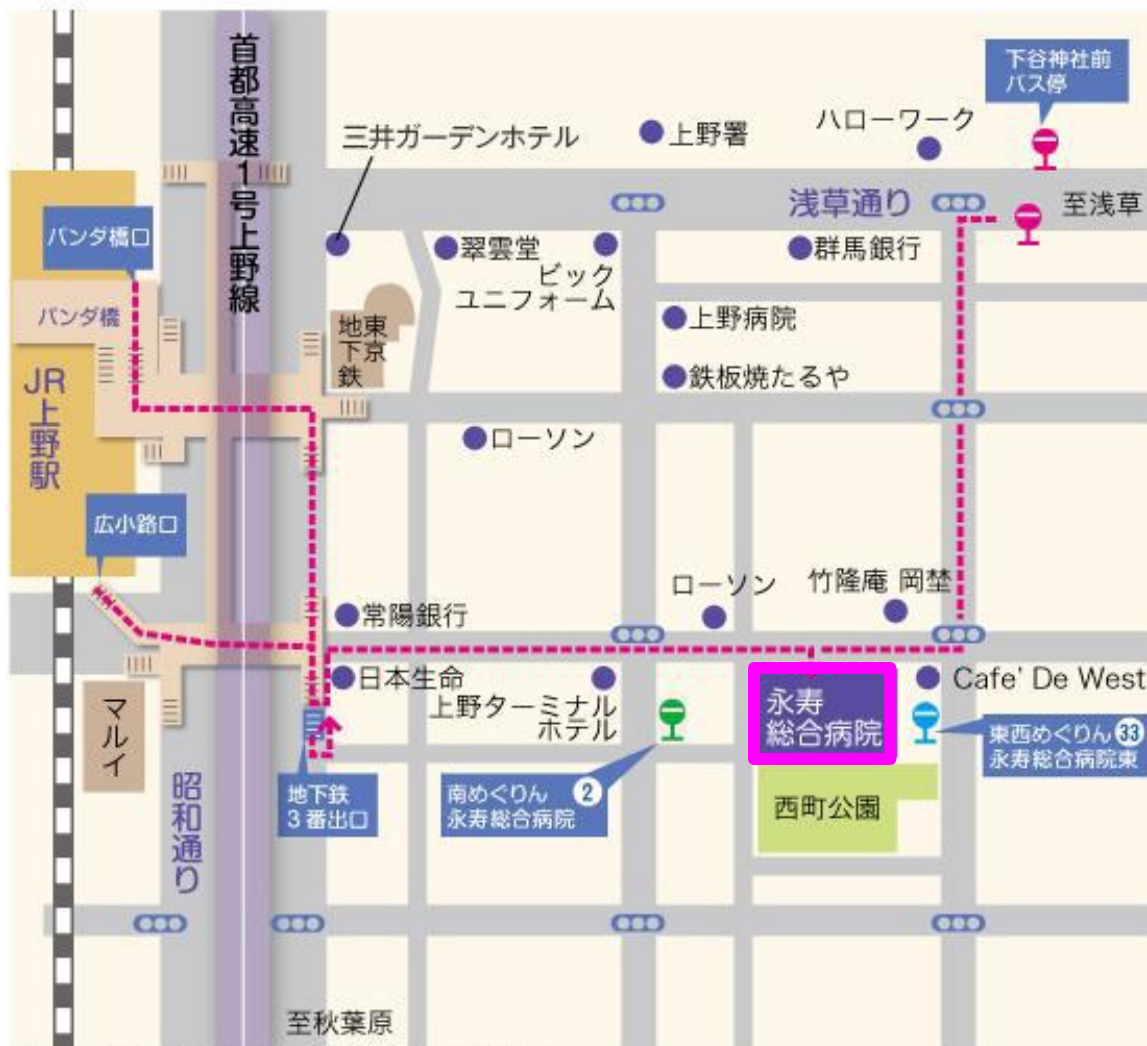 首都高速1号上野線
下谷神社前
バス停
三井ガーデンホテル
上野署
ハローワーク
浅草通り
至浅草
パンダ橋口
翠雲堂
ビック
ユニフォーム
群馬銀行
パンダ橋
東京
地下鉄
上野病院
鉄板焼たるや
JR上野駅
ローソン
広小路口
常陽銀行
ローソン
竹隆庵 岡埜
日本生命
上野ターミナル
ホテル
永寿
総合病院
Cafe' De West
マルイ
東西めぐりん 33
永寿総合病院東
地下鉄
3番出口
南めぐりん 2
永寿総合病院
西町公園
昭和通り
至秋葉原